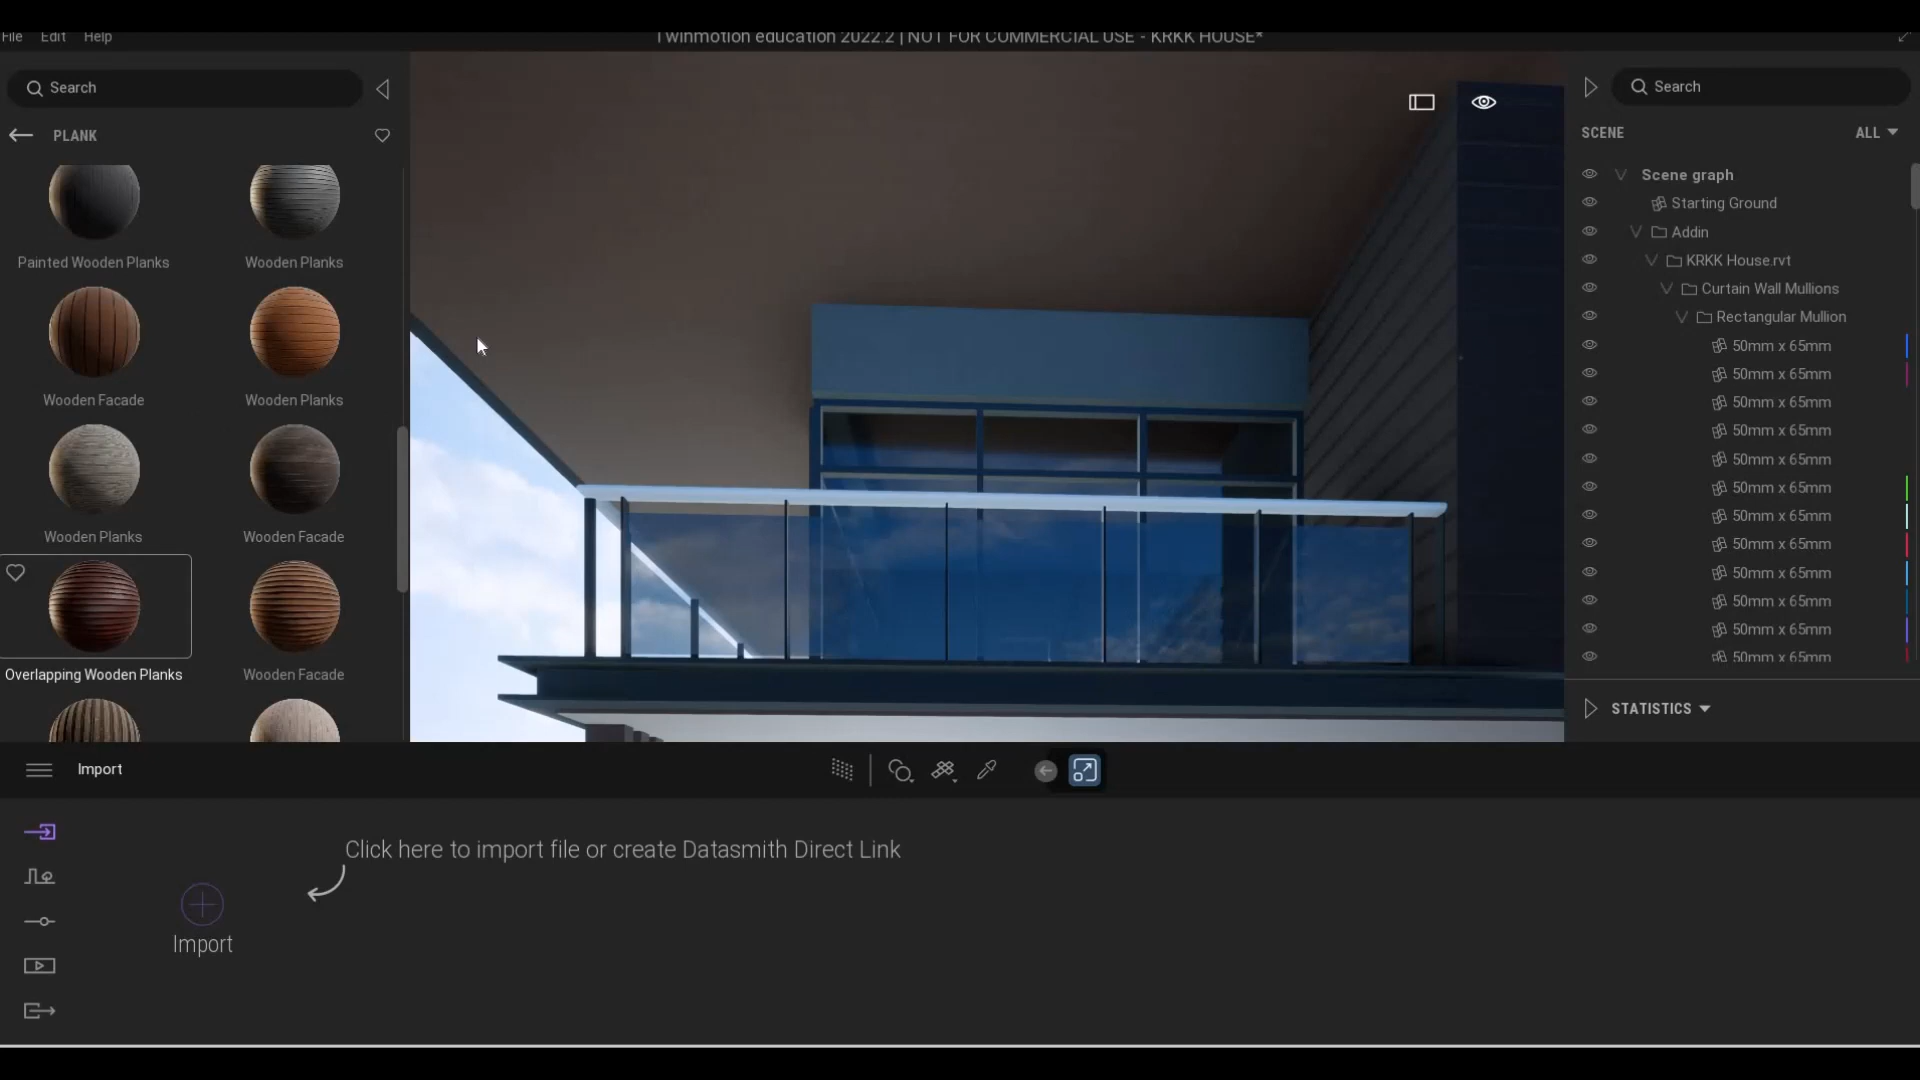 File Edit Help
Twinmotion education 2022.2 | NOT FOR COMMERCIAL USE - KRKK HOUSE*
Search
PLANK
Painted Wooden Planks
Wooden Planks
Wooden Facade
Wooden Planks
Wooden Planks
Wooden Facade
Overlapping Wooden Planks
Wooden Facade
Search
SCENE
ALL
Scene graph
Starting Ground
Addin
KRKK House.rvt
Curtain Wall Mullions
Rectangular Mullion
50mm x 65mm
50mm x 65mm
50mm x 65mm
50mm x 65mm
50mm x 65mm
50mm x 65mm
50mm x 65mm
50mm x 65mm
50mm x 65mm
50mm x 65mm
50mm x 65mm
50mm x 65mm
STATISTICS
Import
Click here to import file or create Datasmith Direct Link
Import